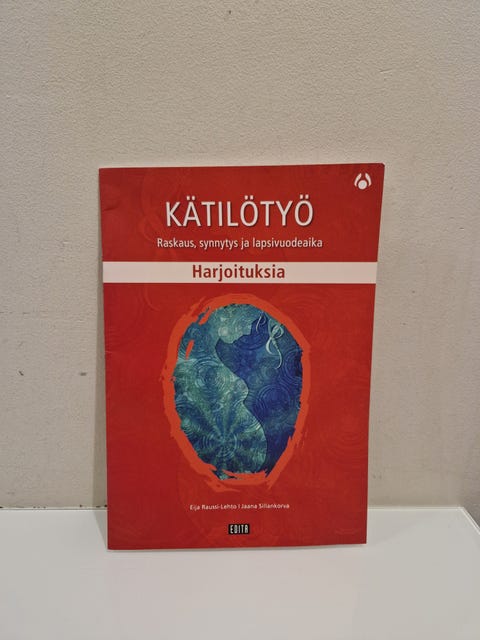 KÄTILÖTYÖ
Raskaus, synnytys ja lapsivuodeaika
Harjoituksia
Eija Raussi-Lehto | Jaana Sillankorva
EDITA